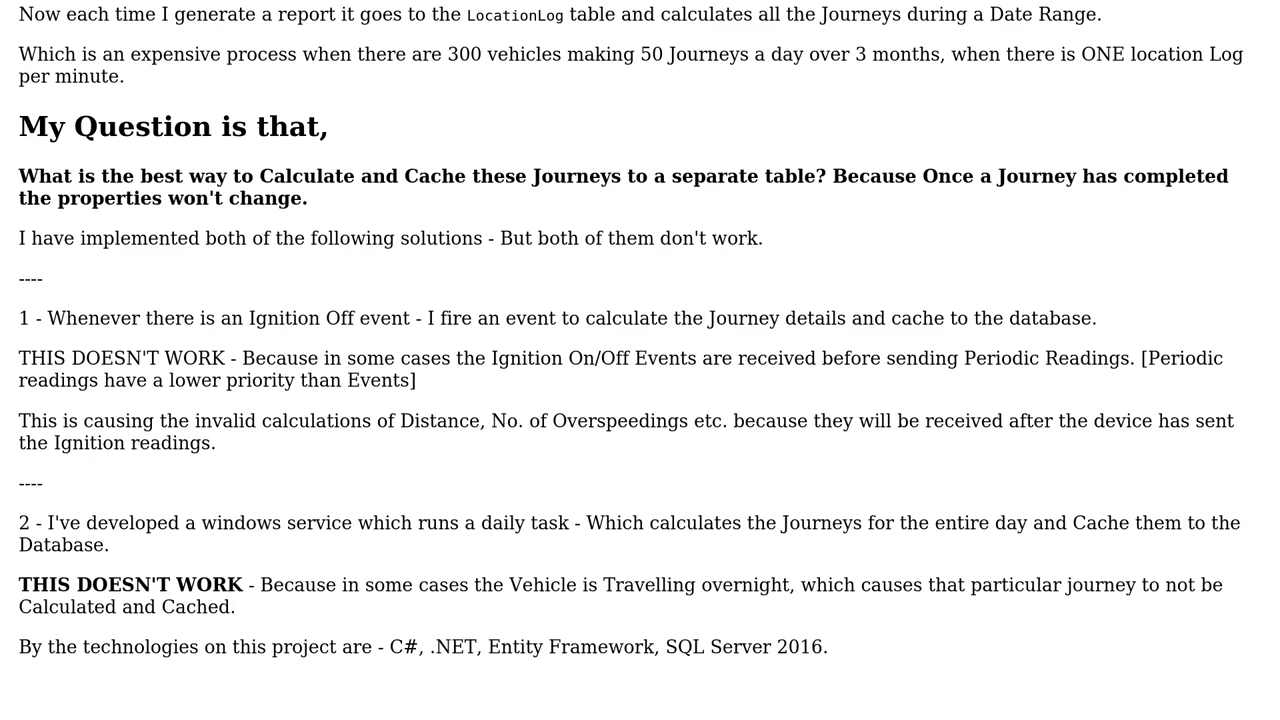 Now each time I generate a report it goes to the LocationLog table and calculates all the Journeys during a Date Range.
Which is an expensive process when there are 300 vehicles making 50 Journeys a day over 3 months, when there is ONE location Log
per minute.
My Question is that,
What is the best way to Calculate and Cache these Journeys to a separate table? Because Once a Journey has completed
the properties won't change.
I have implemented both of the following solutions - But both of them don't work.
----
1 - Whenever there is an Ignition Off event - I fire an event to calculate the Journey details and cache to the database.
THIS DOESN'T WORK - Because in some cases the Ignition On/Off Events are received before sending Periodic Readings. [Periodic
readings have a lower priority than Events]
This is causing the invalid calculations of Distance, No. of Overspeedings etc. because they will be received after the device has sent
the Ignition readings.
----
2 - I've developed a windows service which runs a daily task - Which calculates the Journeys for the entire day and Cache them to the
Database.
THIS DOESN'T WORK - Because in some cases the Vehicle is Travelling overnight, which causes that particular journey to not be
Calculated and Cached.
By the technologies on this project are - C#, .NET, Entity Framework, SQL Server 2016.